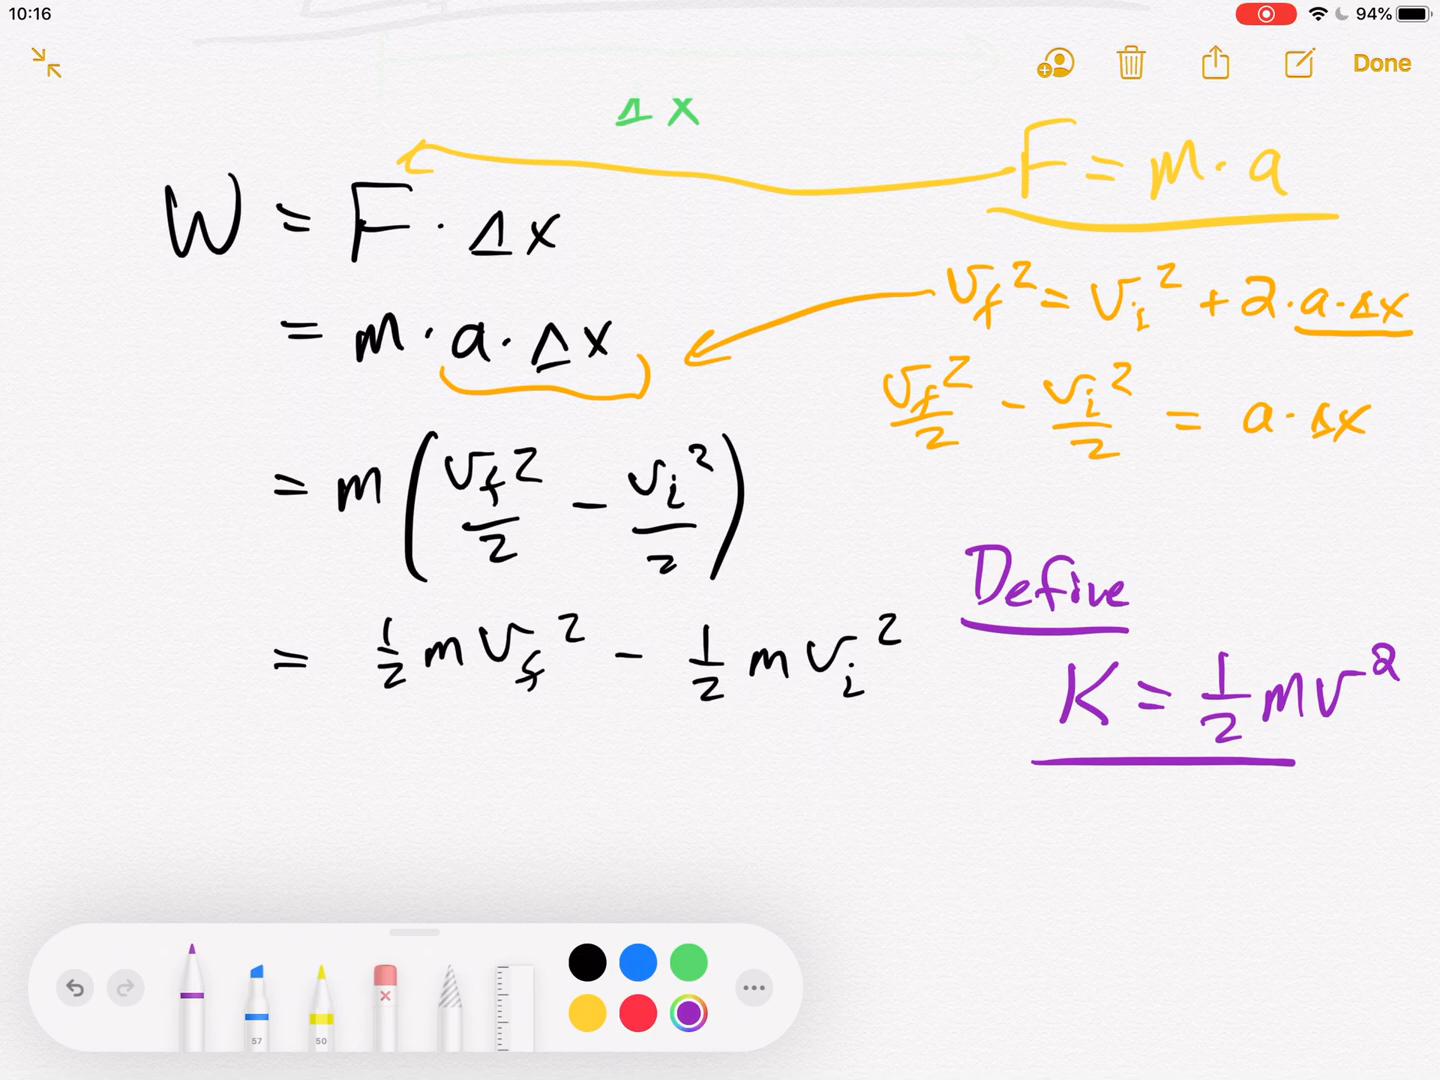 10:16
94%
Done
Δx
F = m · a
W = F · Δx
v_f² = v_i² + 2 · a · Δx
= m · a · Δx
v_f²/2 - v_i²/2 = a · Δx
= m (v_f²/2 - v_i²/2)
Define
= 1/2 m v_f² - 1/2 m v_i²
K = 1/2 mv²
57
50